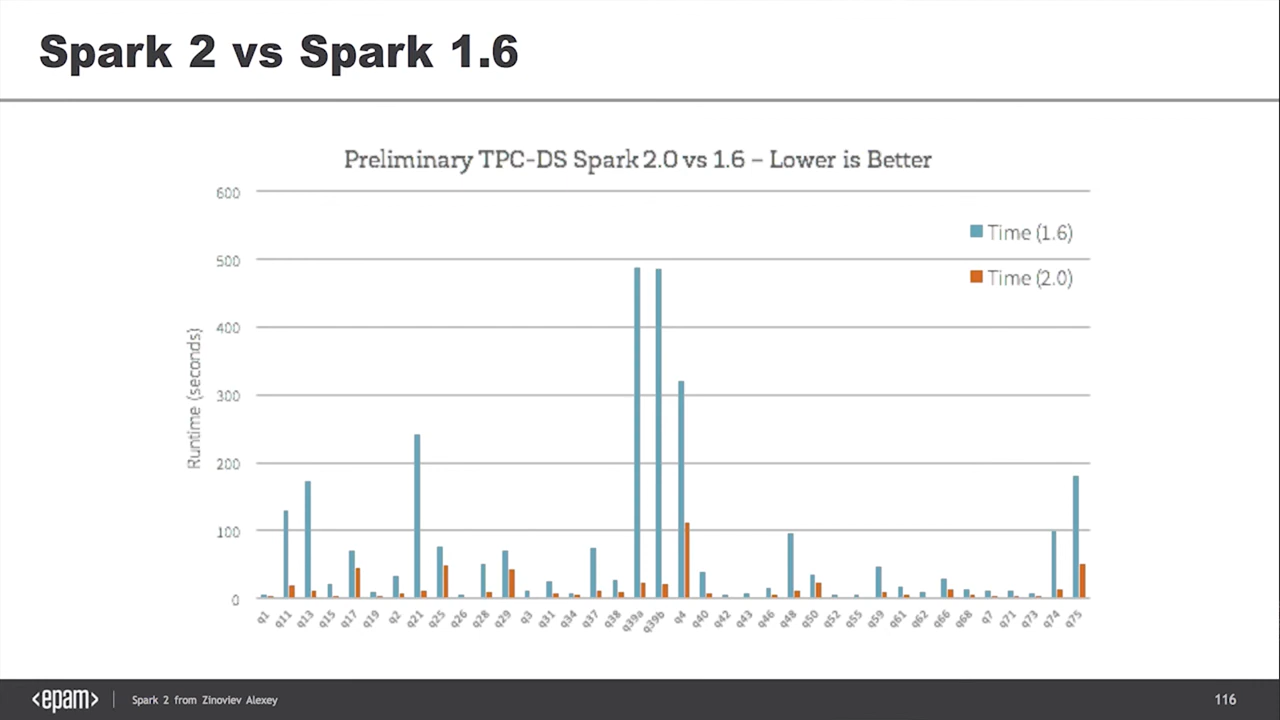 Spark 2 vs Spark 1.6
Preliminary TPC-DS Spark 2.0 vs 1.6 – Lower is Better
600
500
400
300
200
100
0
Runtime (seconds)
Time (1.6)
Time (2.0)
q1 q11 q13 q15 q17 q19 q2 q21 q25 q26 q28 q29 q3 q31 q34 q37 q38 q39a q39b q4 q40 q42 q43 q46 q48 q50 q52 q55 q59 q61 q62 q66 q68 q7 q71 q73 q74 q75
<epam> Spark 2 from Zinoviev Alexey 116